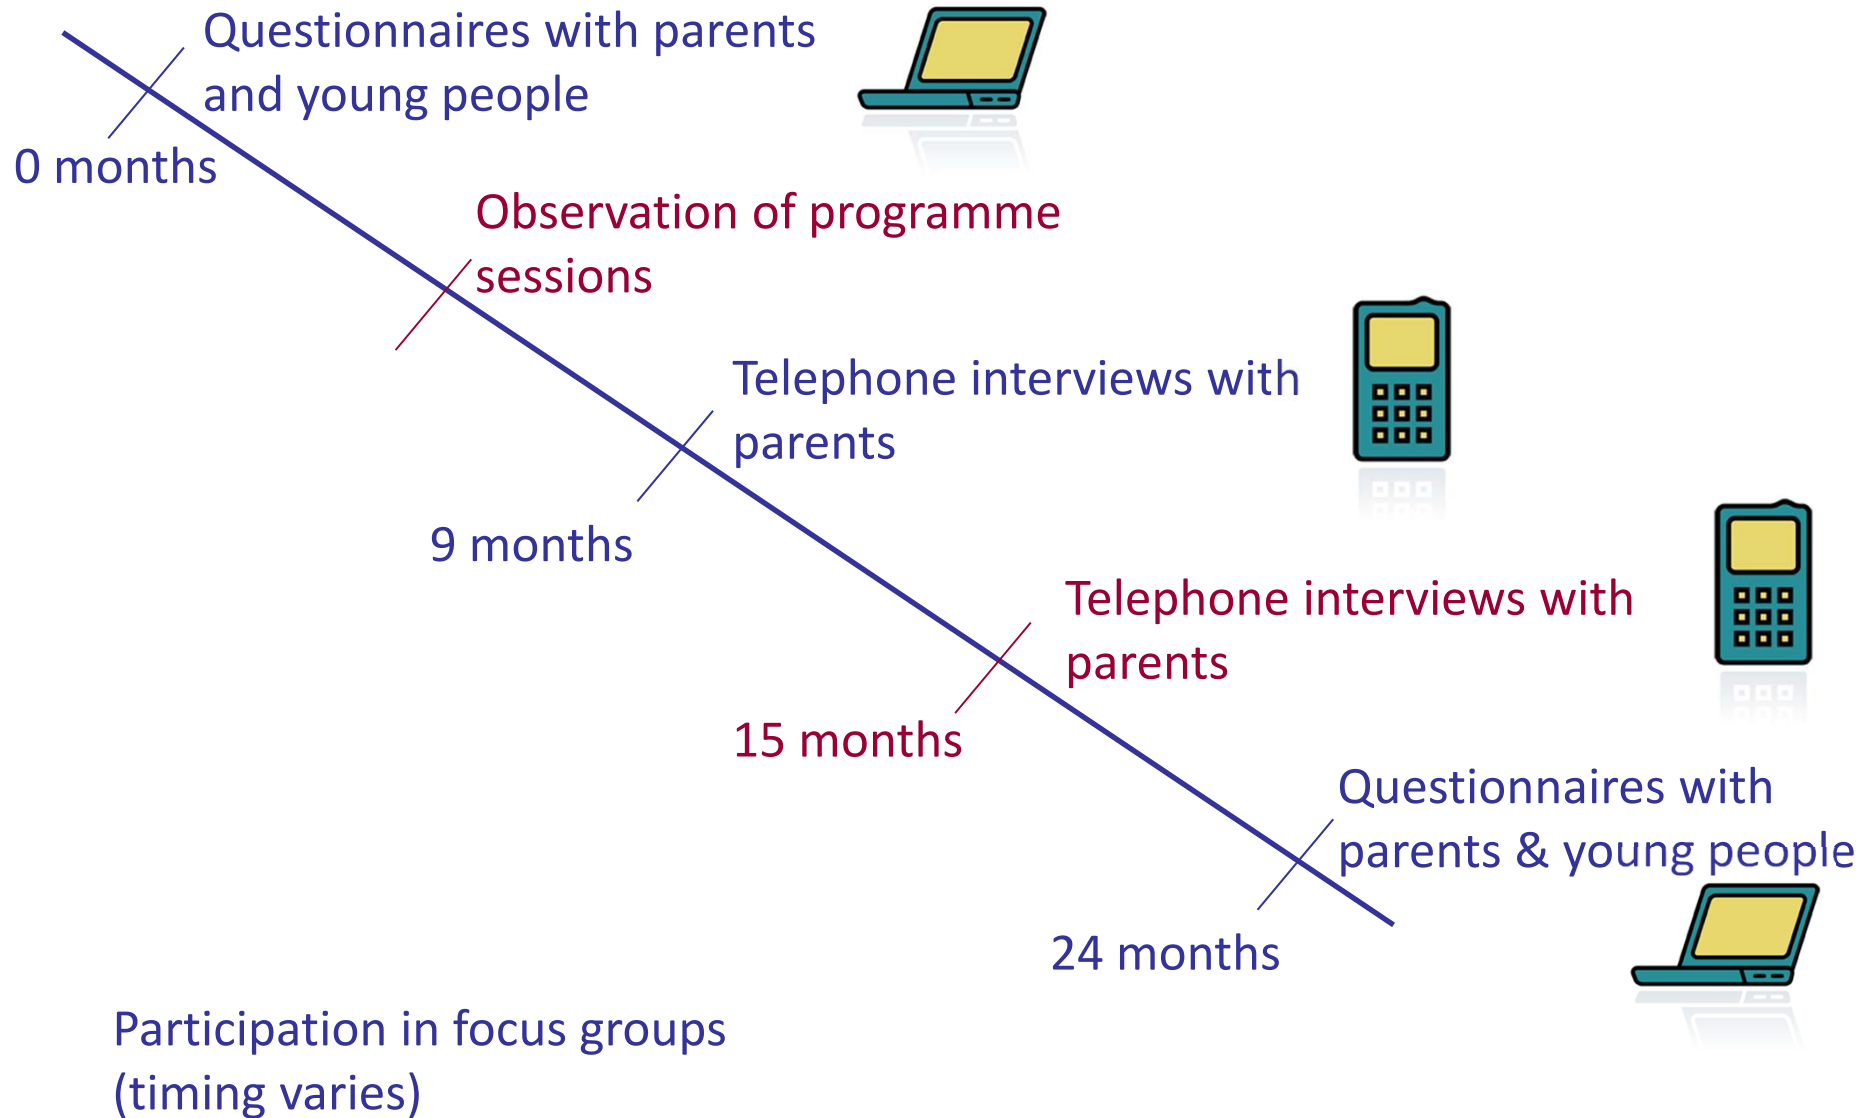 Questionnaires with parents
and young people
0 months
Observation of programme
sessions
Telephone interviews with
parents
9 months
Telephone interviews with
parents
15 months
Questionnaires with
parents & young people
24 months
Participation in focus groups
(timing varies)